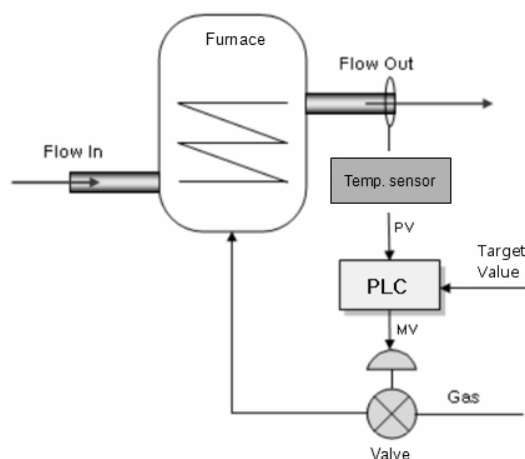 Furnace
Flow Out
Flow In
Temp. sensor
PV
Target
Value
PLC
MV
Gas
Valve